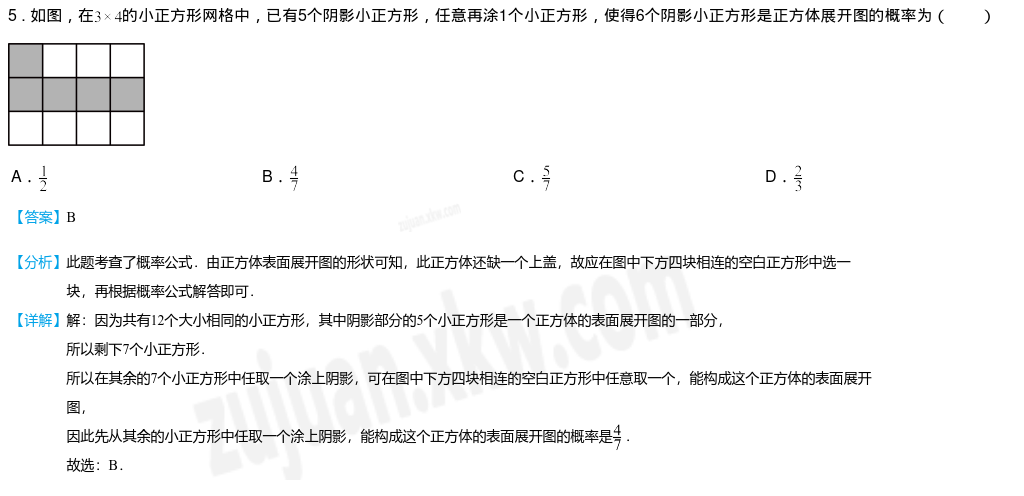 5．如图，在3×4的小正方形网格中，已有5个阴影小正方形，任意再涂1个小正方形，使得6个阴影小正方形是正方体展开图的概率为（　　）
A．1/2 B．4/7 C．5/7 D．2/3
【答案】B
zujuan.xkw.com
【分析】此题考查了概率公式．由正方体表面展开图的形状可知，此正方体还缺一个上盖，故应在图中下方四块相连的空白正方形中选一
块，再根据概率公式解答即可．
【详解】解：因为共有12个大小相同的小正方形，其中阴影部分的5个小正方形是一个正方体的表面展开图的一部分，
所以剩下7个小正方形．
所以在其余的7个小正方形中任取一个涂上阴影，可在图中下方四块相连的空白正方形中任意取一个，能构成这个正方体的表面展开
图，
因此先从其余的小正方形中任取一个涂上阴影，能构成这个正方体的表面展开图的概率是4/7．
故选：B．
zujuan.xkw.com